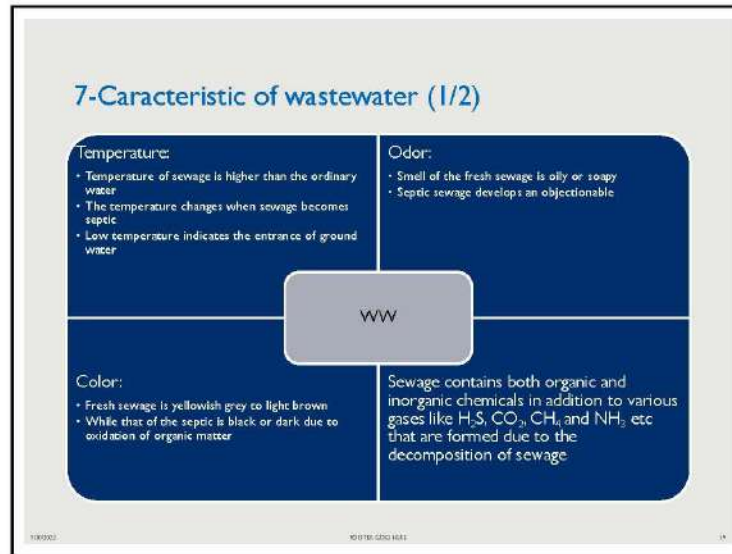 7-Caracteristic of wastewater (1/2)
Temperature:
• Temperature of sewage is higher than the ordinary
water
• The temperature changes when sewage becomes
septic
• Low temperature indicates the entrance of ground
water
Odor:
• Smell of the fresh sewage is oily or soapy
• Septic sewage develops an objectionable
WW
Color:
• Fresh sewage is yellowish grey to light brown
• While that of the septic is black or dark due to
oxidation of organic matter
Sewage contains both organic and
inorganic chemicals in addition to various
gases like H₂S, CO₂, CH₄ and NH₃ etc
that are formed due to the
decomposition of sewage